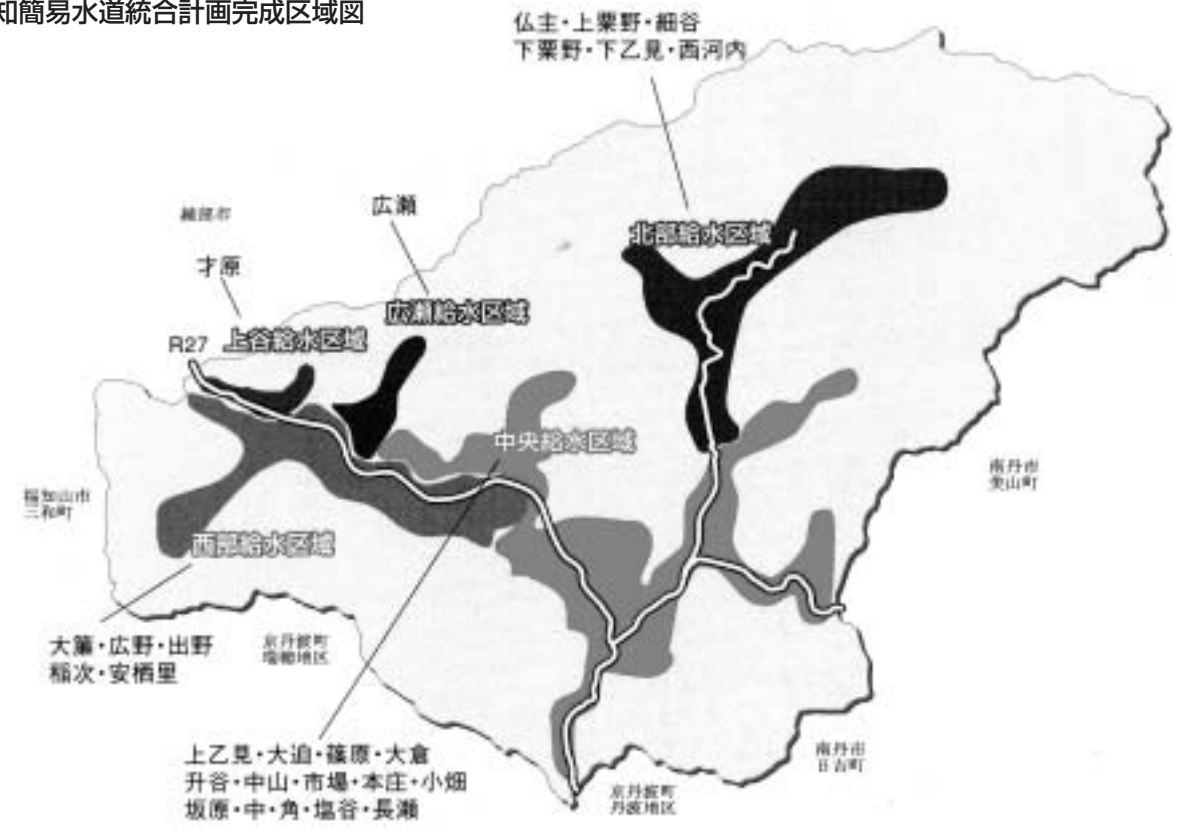 知簡易水道統合計画完成区域図
仏主・上粟野・細谷
下粟野・下乙見・西河内
北部給水区域
綾部市
広瀬
才原
広瀬給水区域
R27
上谷給水区域
中央給水区域
南丹市
美山町
福知山市
三和町
西部給水区域
大簾・広野・出野
稲次・安栖里
京丹波町
瑞穂地区
上乙見・大迫・篠原・大倉
升谷・中山・市場・本庄・小畑
坂原・中・角・塩谷・長瀬
南丹市
日吉町
京丹波町
丹波地区